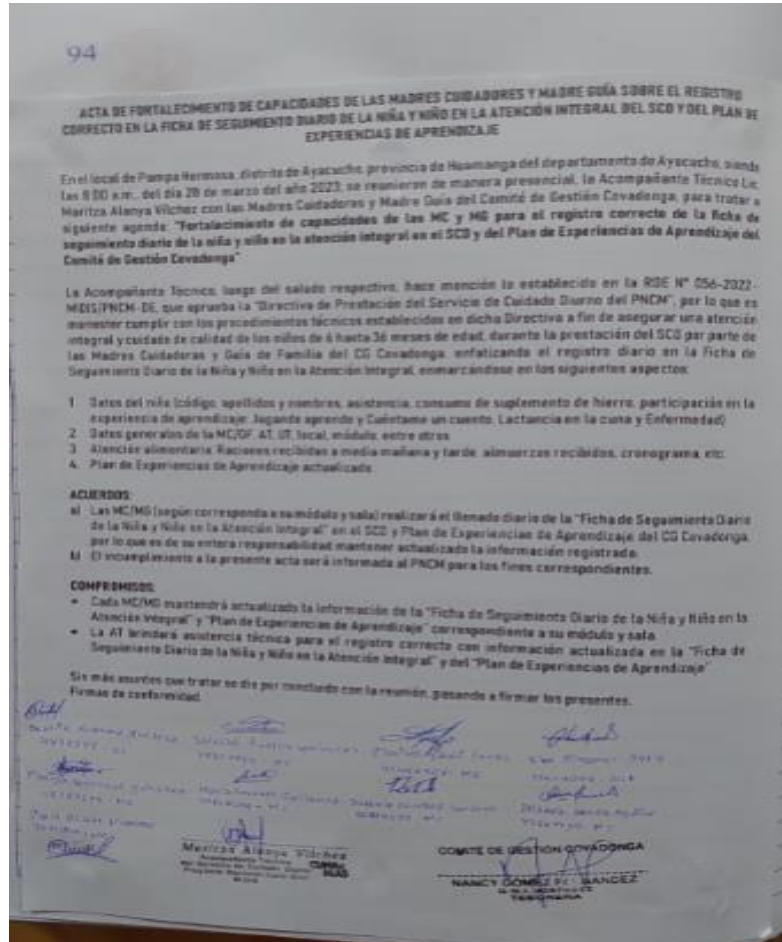 94
ACTA DE FORTALECIMIENTO DE CAPACIDADES DE LAS MADRES CUIDADORES Y MADRE GUÍA SOBRE EL REGISTRO
CORRECTO EN LA FICHA DE SEGUIMIENTO DIARIO DE LA NIÑA Y NIÑO EN LA ATENCIÓN INTEGRAL DEL SCD Y DEL PLAN DE
EXPERIENCIAS DE APRENDIZAJE
En el local de Pampa Hermosa, distrito de Ayacucho, provincia de Huamanga del departamento de Ayacucho, siendo
las 8:00 a.m., del día 28 de marzo del año 2023, se reunieron de manera presencial, la Acompañante Técnico Lic.
Maritza Alanya Vilchez con las Madres Cuidadoras y Madre Guía del Comité de Gestión Covadonga, para tratar a
siguiente agenda: "Fortalecimiento de capacidades de las MC y MG para el registro correcto de la ficha de
seguimiento diario de la niña y niño en la atención integral en el SCD y del Plan de Experiencias de Aprendizaje del
Comité de Gestión Covadonga"
La Acompañante Técnico, luego del saludo respectivo, hace mención lo establecido en la RDE N° 056-2022-
MIDIS/PNCM-DE, que aprueba la "Directiva de Prestación del Servicio de Cuidado Diurno del PNCM", por lo que es
menester cumplir con los procedimientos técnicos establecidos en dicha Directiva a fin de asegurar una atención
integral y cuidado de calidad de los niños de 6 hasta 36 meses de edad, durante la prestación del SCD por parte de
las Madres Cuidadoras y Guía de Familia del CG Covadonga, enfatizando el registro diario en la Ficha de
Seguimiento Diario de la Niña y Niño en la Atención Integral, enmarcándose en los siguientes aspectos:
1 Datos del niño (código, apellidos y nombres, asistencia, consumo de suplemento de hierro, participación en la
experiencia de aprendizaje: Jugando aprendo y Cuéntame un cuento, Lactancia en la cuna y Enfermedad)
2 Datos generales de la MC/GF, AT, UT, local, módulo, entre otros
3 Atención alimentaria: Raciones recibidas a media mañana y tarde, almuerzos recibidos, cronograma, etc.
4. Plan de Experiencias de Aprendizaje actualizado
ACUERDOS:
a) Las MC/MG (según corresponda a su módulo y sala) realizará el llenado diario de la "Ficha de Seguimiento Diario
de la Niña y Niño en la Atención Integral" en el SCD y Plan de Experiencias de Aprendizaje del CG Covadonga,
por lo que es de su entera responsabilidad mantener actualizado la información registrada.
b) El incumplimiento a la presente acta será informada al PNCM para los fines correspondientes.
COMPROMISOS:
• Cada MC/MG mantendrá actualizado la información de la "Ficha de Seguimiento Diario de la Niña y Niño en la
Atención Integral" y "Plan de Experiencias de Aprendizaje" correspondiente a su módulo y sala.
• La AT brindará asistencia técnica para el registro correcto con información actualizada en la "Ficha de
Seguimiento Diario de la Niña y Niño en la Atención Integral" y del "Plan de Experiencias de Aprendizaje"
Sin más asuntos que tratar se dio por concluido con la reunión, pasando a firmar los presentes.
Firmas de conformidad.
Maritza Alanya Vilchez
Acompañante Técnico
COMITÉ DE GESTIÓN COVADONGA
NANCY GOMEZ
TESORERA